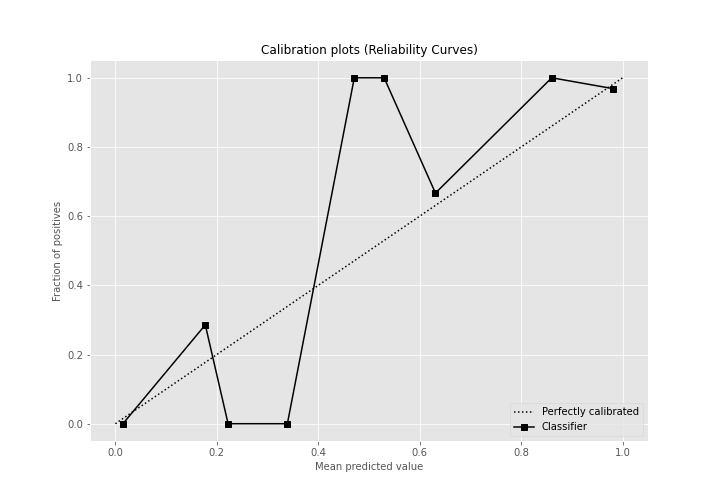 Calibration plots (Reliability Curves)
1.0
0.8
0.6
0.4
0.2
0.0
Fraction of positives
0.0 0.2 0.4 0.6 0.8 1.0
Mean predicted value
Perfectly calibrated
Classifier